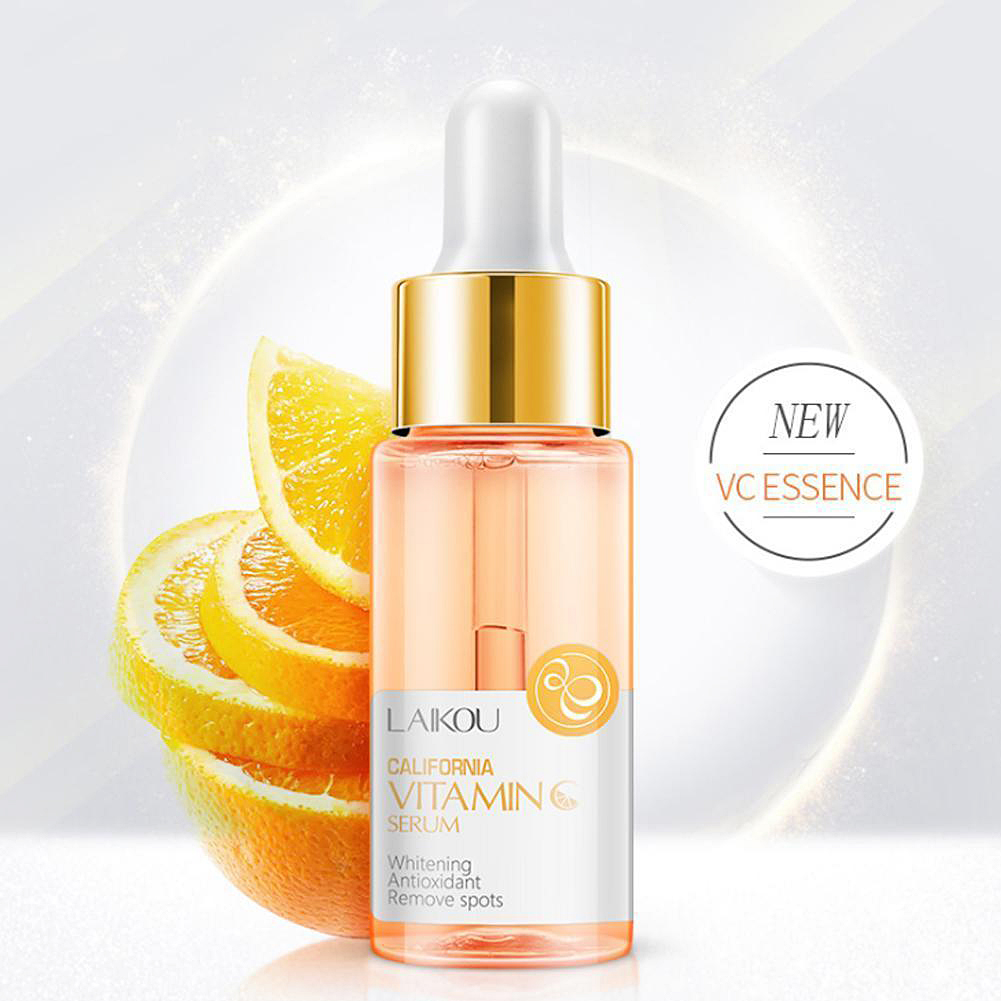 NEW
VC ESSENCE
LAIKOU
CALIFORNIA
VITAMIN C
SERUM
Whitening
Antioxidant
Remove spots